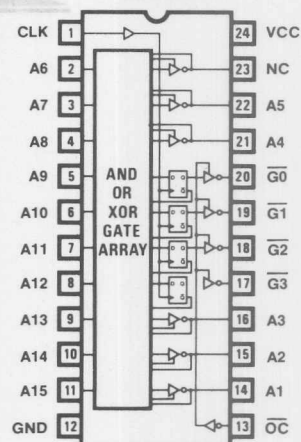 CLK 1 24 VCC
A6 2 23 NC
A7 3 22 A5
A8 4 21 A4
A9 5 20 G0
A10 6 19 G1
A11 7 18 G2
A12 8 17 G3
A13 9 16 A3
A14 10 15 A2
A15 11 14 A1
GND 12 13 OC
AND
OR
XOR
GATE
ARRAY